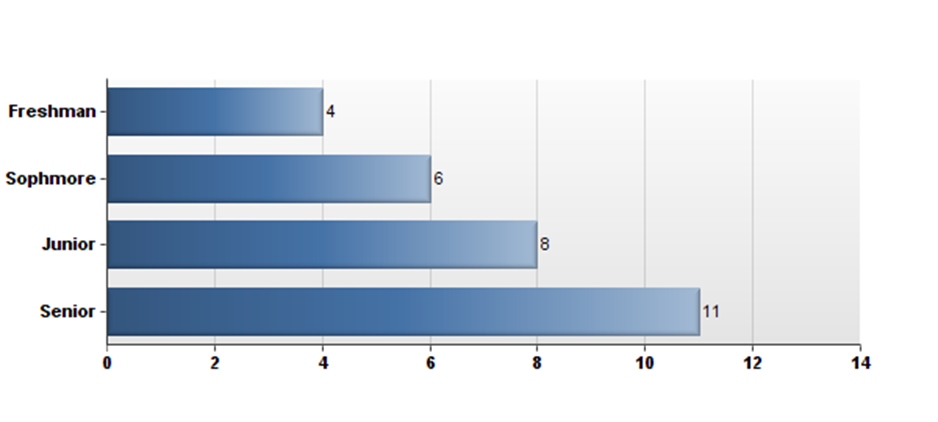 Freshman 4
Sophmore 6
Junior 8
Senior 11
0 2 4 6 8 10 12 14